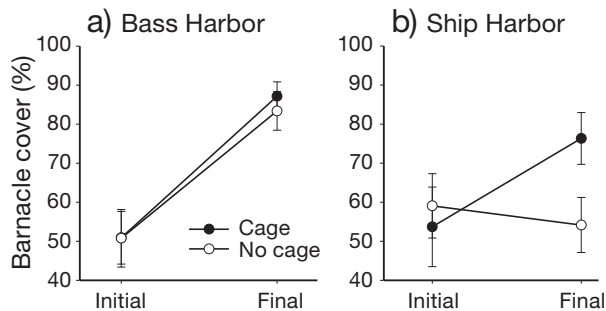 a) Bass Harbor
b) Ship Harbor
Barnacle cover (%)
100
90
80
70
60
50
40
Cage
No cage
Initial
Final
100
90
80
70
60
50
40
Initial
Final